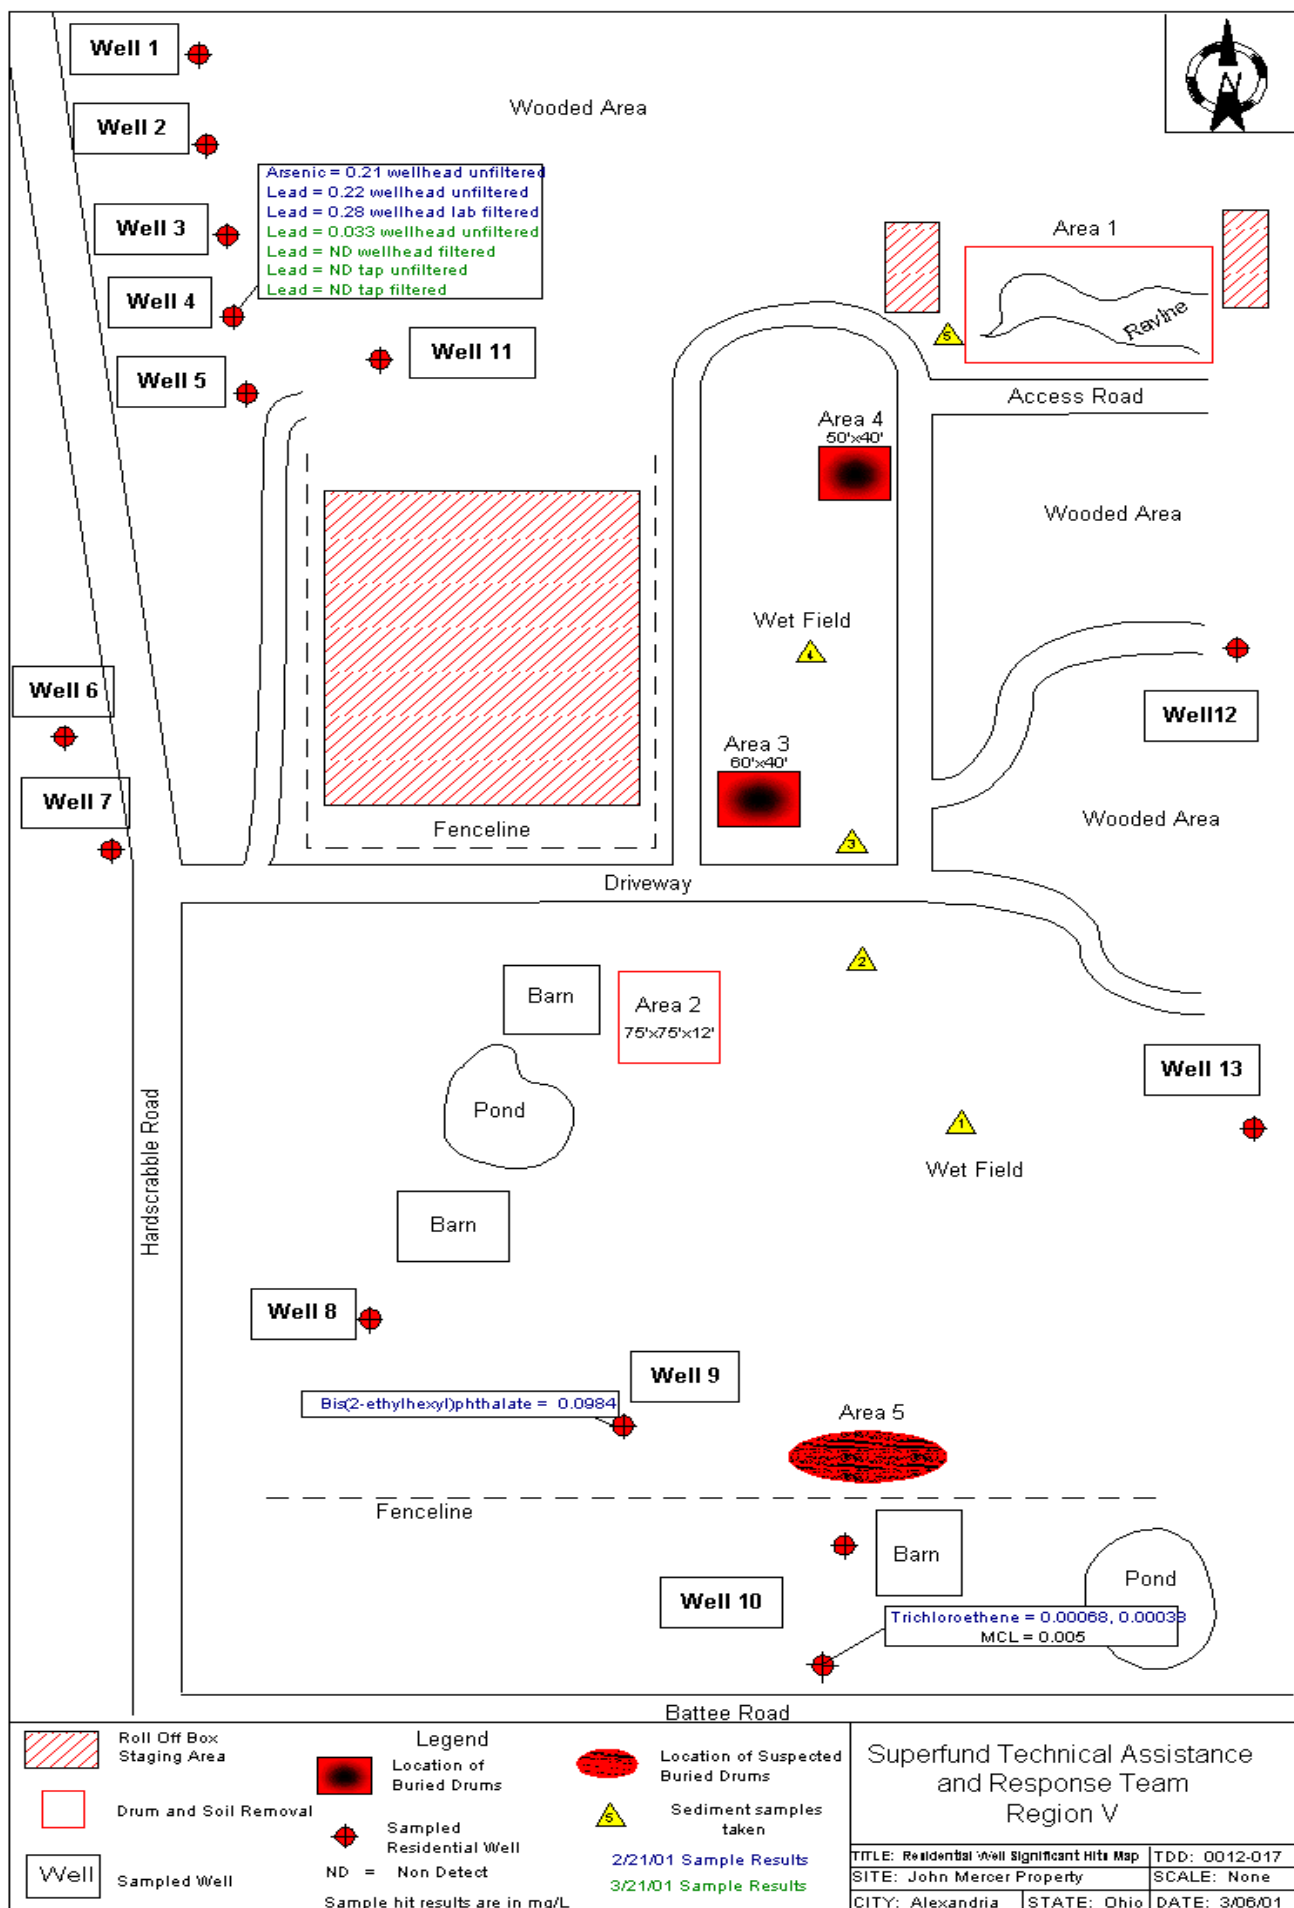 Well 1
N
Wooded Area
Well 2
Arsenic = 0.21 wellhead unfiltered
Lead = 0.22 wellhead unfiltered
Lead = 0.28 wellhead lab filtered
Lead = 0.033 wellhead unfiltered
Lead = ND wellhead filtered
Lead = ND tap unfiltered
Lead = ND tap filtered
Well 3
Well 4
Area 1
Ravine
5
Well 11
Well 5
Access Road
Area 4
50'x40'
Wooded Area
Wet Field
4
Well 6
Well12
Area 3
60'x40'
Well 7
Wooded Area
Fenceline
3
Driveway
2
Barn
Area 2
75'x75'x12'
Well 13
Pond
1
Wet Field
Hardscrabble Road
Barn
Well 8
Well 9
Bis(2-ethylhexyl)phthalate = 0.0984
Area 5
Fenceline
Barn
Pond
Well 10
Trichloroethene = 0.00068, 0.00038
MCL = 0.005
Battee Road
Legend
Roll Off Box
Staging Area
Location of
Buried Drums
Location of Suspected
Buried Drums
Drum and Soil Removal
Sampled
Residential Well
5
Sediment samples
taken
Well
Sampled Well
ND = Non Detect
Sample hit results are in mg/L
2/21/01 Sample Results
3/21/01 Sample Results
Superfund Technical Assistance
and Response Team
Region V
TITLE: Residential Well Significant Hits Map
TDD: 0012-017
SITE: John Mercer Property
SCALE: None
CITY: Alexandria
STATE: Ohio
DATE: 3/06/01